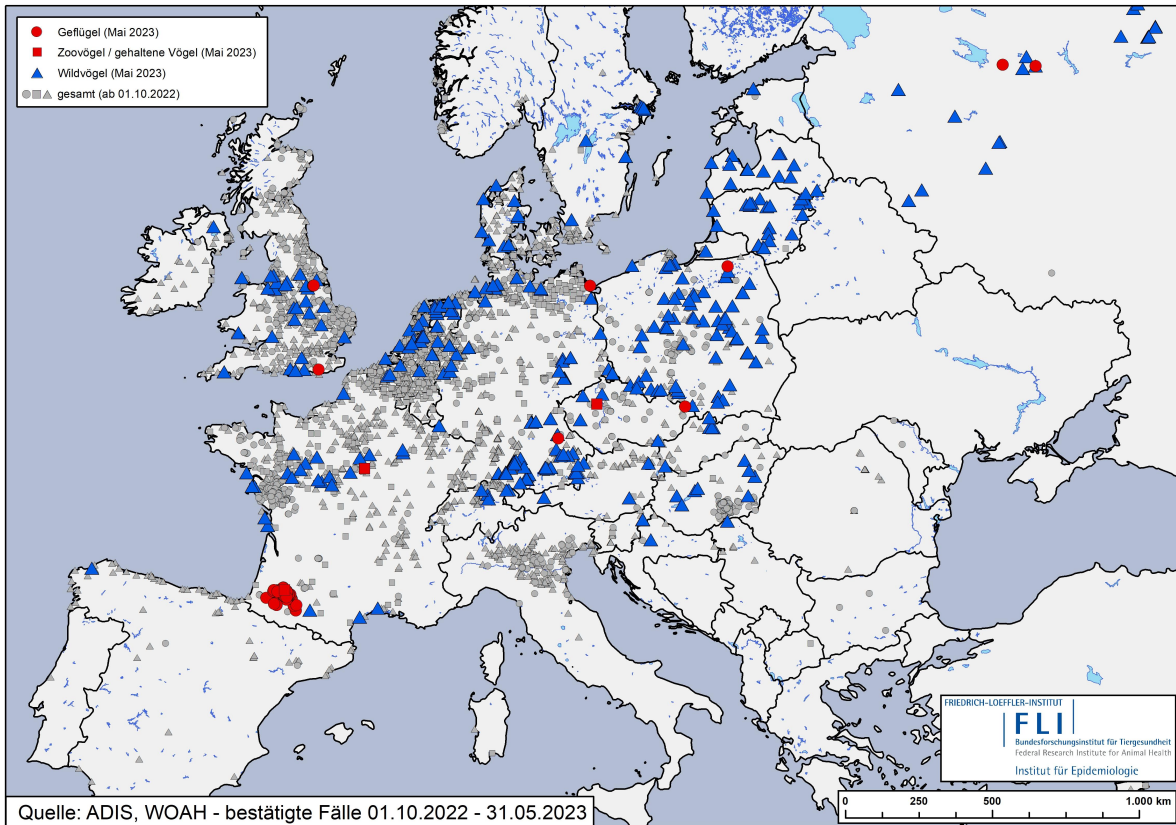 Geflügel (Mai 2023)
Zoovögel / gehaltene Vögel (Mai 2023)
Wildvögel (Mai 2023)
gesamt (ab 01.10.2022)
FRIEDRICH-LOEFFLER-INSTITUT
FLI
Bundesforschungsinstitut für Tiergesundheit
Federal Research Institute for Animal Health
Institut für Epidemiologie
Quelle: ADIS, WOAH - bestätigte Fälle 01.10.2022 - 31.05.2023
0 250 500 1.000 km